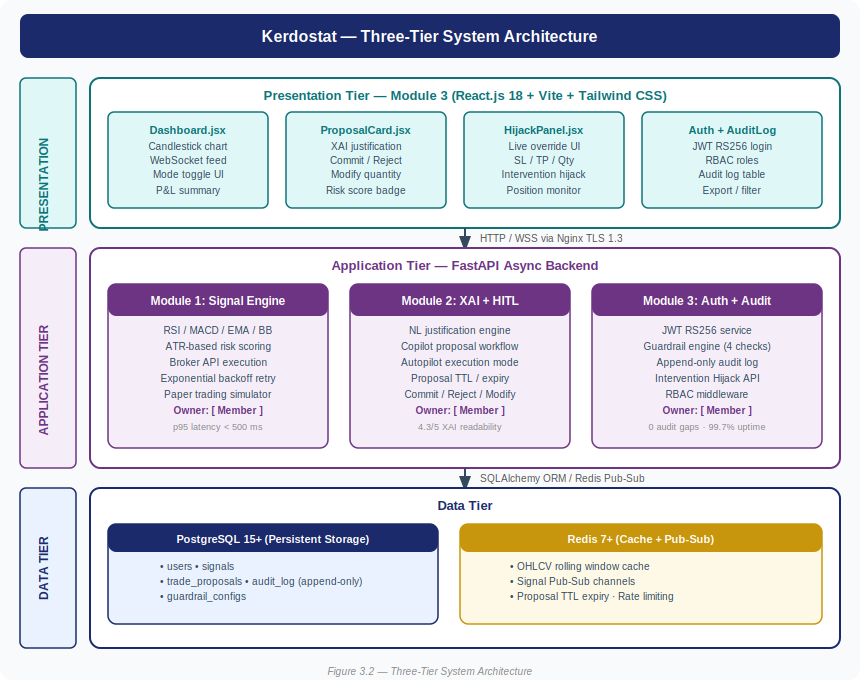 Kerdostat — Three-Tier System Architecture
PRESENTATION
Presentation Tier — Module 3 (React.js 18 + Vite + Tailwind CSS)
Dashboard.jsx
Candlestick chart
WebSocket feed
Mode toggle UI
P&L summary
ProposalCard.jsx
XAI justification
Commit / Reject
Modify quantity
Risk score badge
HijackPanel.jsx
Live override UI
SL / TP / Qty
Intervention hijack
Position monitor
Auth + AuditLog
JWT RS256 login
RBAC roles
Audit log table
Export / filter
HTTP / WSS via Nginx TLS 1.3
APPLICATION TIER
Application Tier — FastAPI Async Backend
Module 1: Signal Engine
RSI / MACD / EMA / BB
ATR-based risk scoring
Broker API execution
Exponential backoff retry
Paper trading simulator
Owner: [ Member ]
p95 latency < 500 ms
Module 2: XAI + HITL
NL justification engine
Copilot proposal workflow
Autopilot execution mode
Proposal TTL / expiry
Commit / Reject / Modify
Owner: [ Member ]
4.3/5 XAI readability
Module 3: Auth + Audit
JWT RS256 service
Guardrail engine (4 checks)
Append-only audit log
Intervention Hijack API
RBAC middleware
Owner: [ Member ]
0 audit gaps · 99.7% uptime
SQLAlchemy ORM / Redis Pub-Sub
DATA TIER
Data Tier
PostgreSQL 15+ (Persistent Storage)
• users • signals
• trade_proposals • audit_log (append-only)
• guardrail_configs
Redis 7+ (Cache + Pub-Sub)
• OHLCV rolling window cache
• Signal Pub-Sub channels
• Proposal TTL expiry · Rate limiting
Figure 3.2 — Three-Tier System Architecture